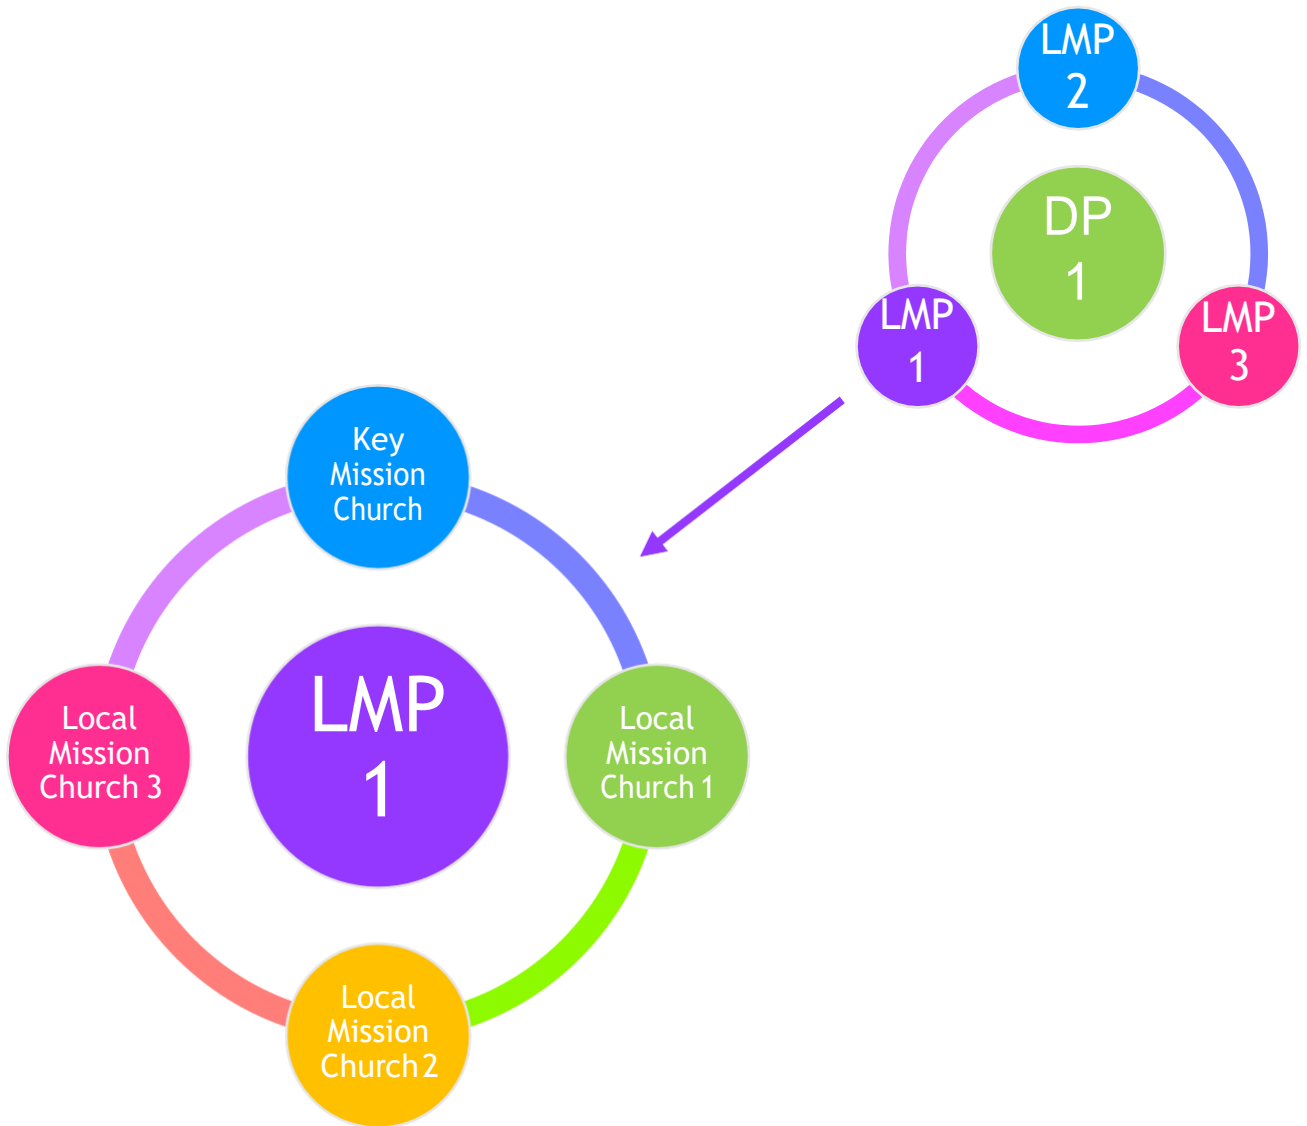 LMP
2
DP
1
LMP
1
LMP
3
Key
Mission
Church
LMP
1
Local
Mission
Church 3
Local
Mission
Church 1
Local
Mission
Church 2